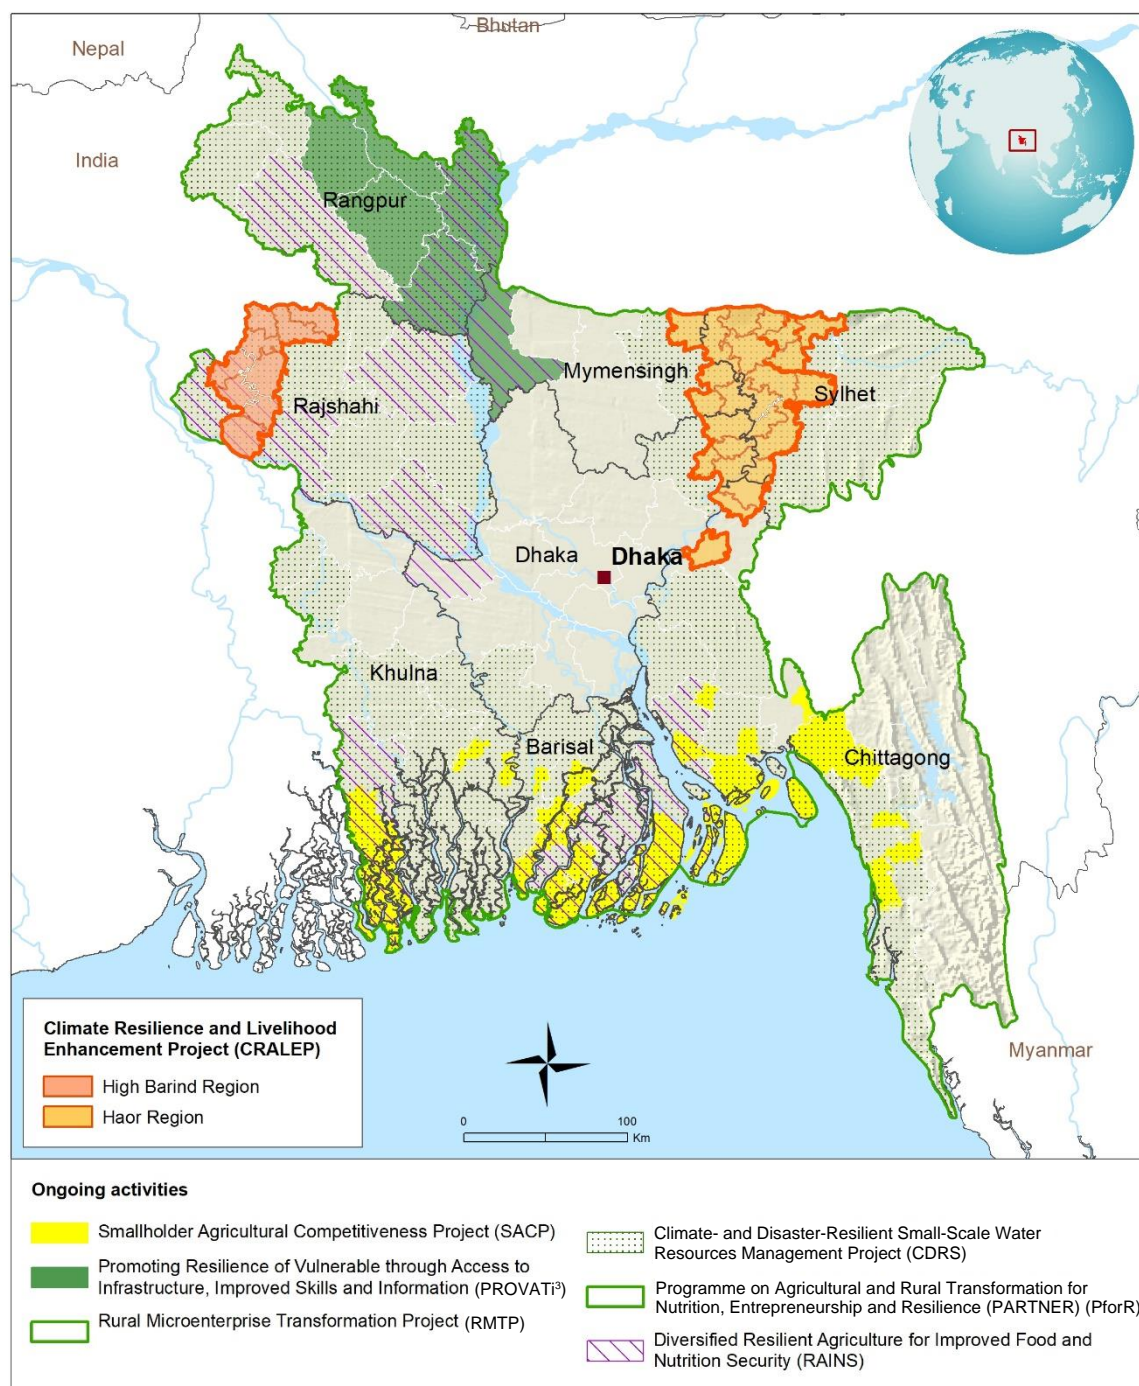 Bhutan
Nepal
India
Rangpur
Mymensingh
Sylhet
Rajshahi
Dhaka
Dhaka
Khulna
Barisal
Chittagong
Myanmar
Climate Resilience and Livelihood
Enhancement Project (CRALEP)
High Barind Region
Haor Region
0
100
Km
Ongoing activities
Smallholder Agricultural Competitiveness Project (SACP)
Promoting Resilience of Vulnerable through Access to
Infrastructure, Improved Skills and Information (PROVATi³)
Rural Microenterprise Transformation Project (RMTP)
Climate- and Disaster-Resilient Small-Scale Water
Resources Management Project (CDRS)
Programme on Agricultural and Rural Transformation for
Nutrition, Entrepreneurship and Resilience (PARTNER) (PforR)
Diversified Resilient Agriculture for Improved Food and
Nutrition Security (RAINS)